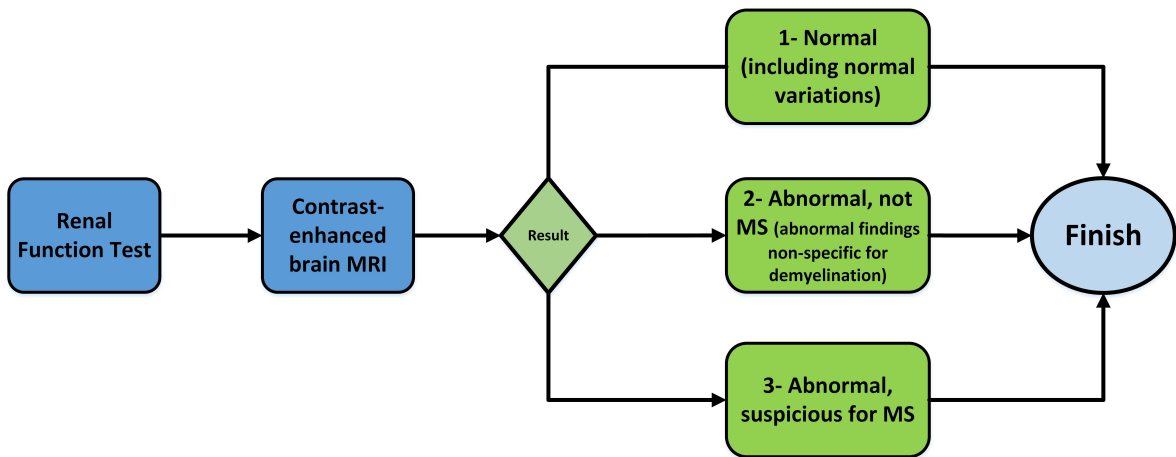 Renal
Function Test
Contrast-
enhanced
brain MRI
Result
1- Normal
(including normal
variations)
2- Abnormal, not
MS (abnormal findings
non-specific for
demyelination)
3- Abnormal,
suspicious for MS
Finish